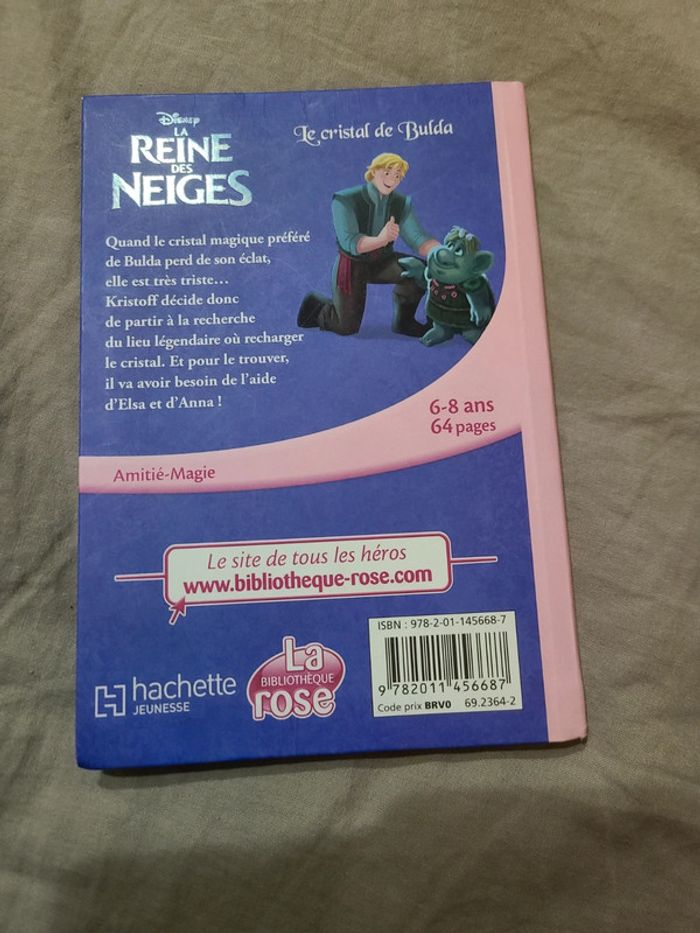 Disney
LA
REINE
DES
NEIGES
Le cristal de Bulda
Quand le cristal magique préféré
de Bulda perd de son éclat,
elle est très triste…
Kristoff décide donc
de partir à la recherche
du lieu légendaire où recharger
le cristal. Et pour le trouver,
il va avoir besoin de l’aide
d’Elsa et d’Anna !
6-8 ans
64 pages
Amitié-Magie
Le site de tous les héros
www.bibliotheque-rose.com
hachette
JEUNESSE
La
BIBLIOTHÈQUE
rose
ISBN : 978-2-01-145668-7
9 782011 456687
Code prix BRV0 69.2364-2